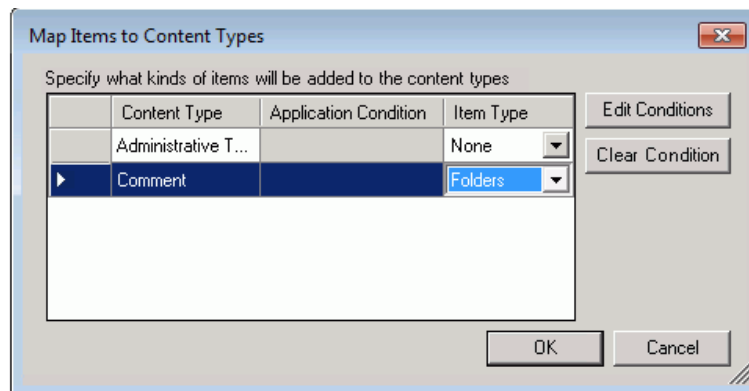 Map Items to Content Types
Specify what kinds of items will be added to the content types
Content Type Application Condition Item Type
Administrative T... None
Comment Folders
Edit Conditions
Clear Condition
OK Cancel